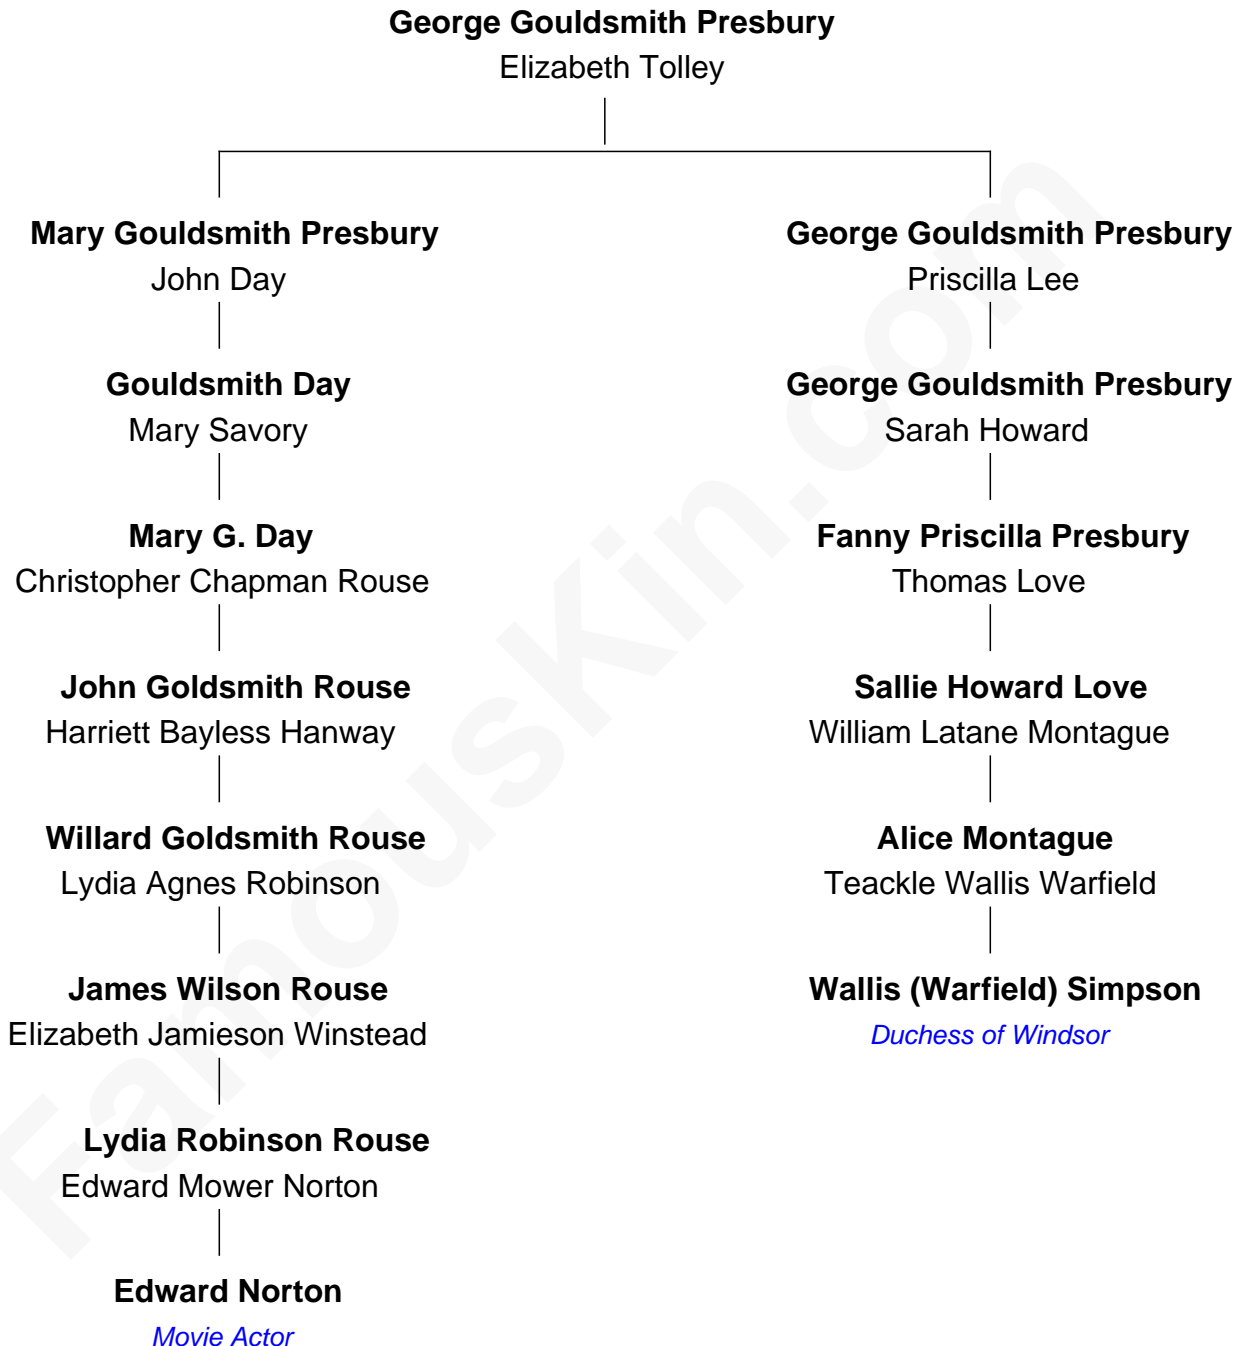 George Gouldsmith Presbury
Elizabeth Tolley
Mary Gouldsmith Presbury
John Day
George Gouldsmith Presbury
Priscilla Lee
Gouldsmith Day
Mary Savory
George Gouldsmith Presbury
Sarah Howard
Mary G. Day
Christopher Chapman Rouse
Fanny Priscilla Presbury
Thomas Love
John Goldsmith Rouse
Harriett Bayless Hanway
Sallie Howard Love
William Latane Montague
Willard Goldsmith Rouse
Lydia Agnes Robinson
Alice Montague
Teackle Wallis Warfield
James Wilson Rouse
Elizabeth Jamieson Winstead
Wallis (Warfield) Simpson
Duchess of Windsor
Lydia Robinson Rouse
Edward Mower Norton
Edward Norton
Movie Actor
FamousKin.com